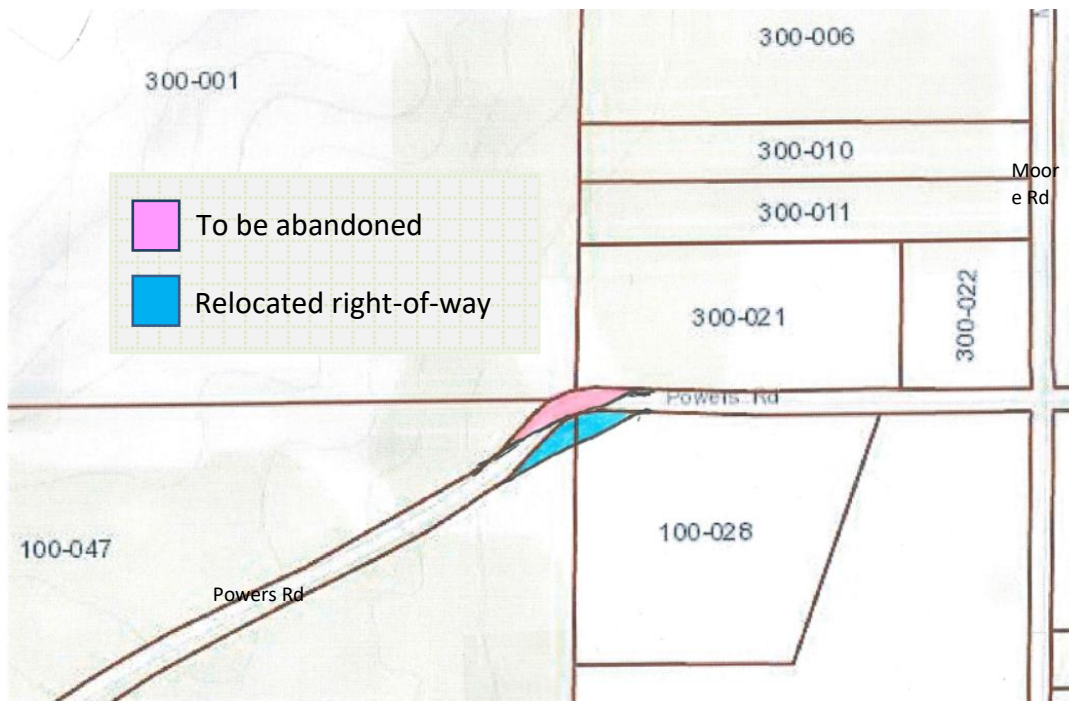 300-006
300-001
300-010
Moor
e Rd
300-011
To be abandoned
Relocated right-of-way
300-021
300-022
Powers Rd
100-028
100-047
Powers Rd